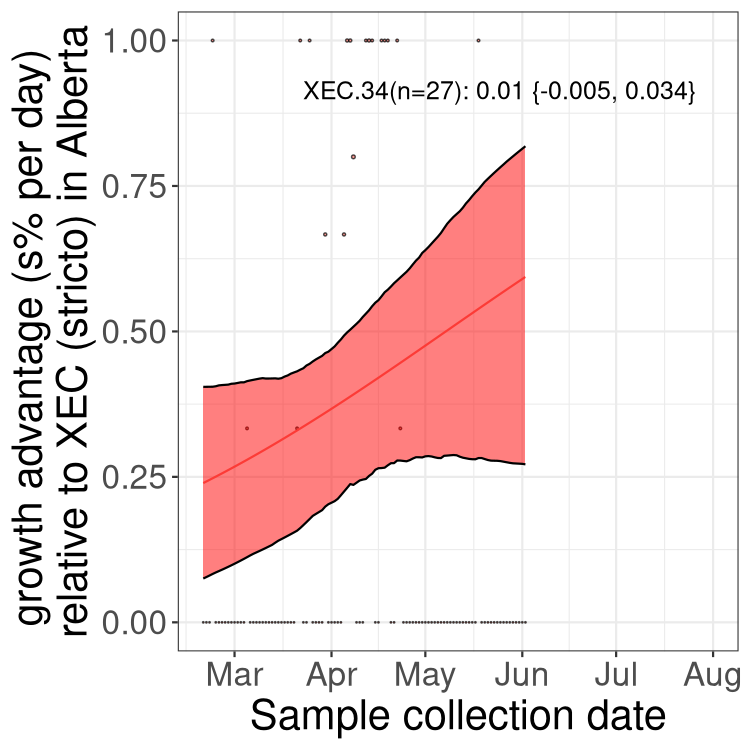 growth advantage (s% per day)
relative to XEC (stricto) in Alberta
1.00
0.75
0.50
0.25
0.00
XEC.34(n=27): 0.01 {-0.005, 0.034}
Mar Apr May Jun Jul Aug
Sample collection date